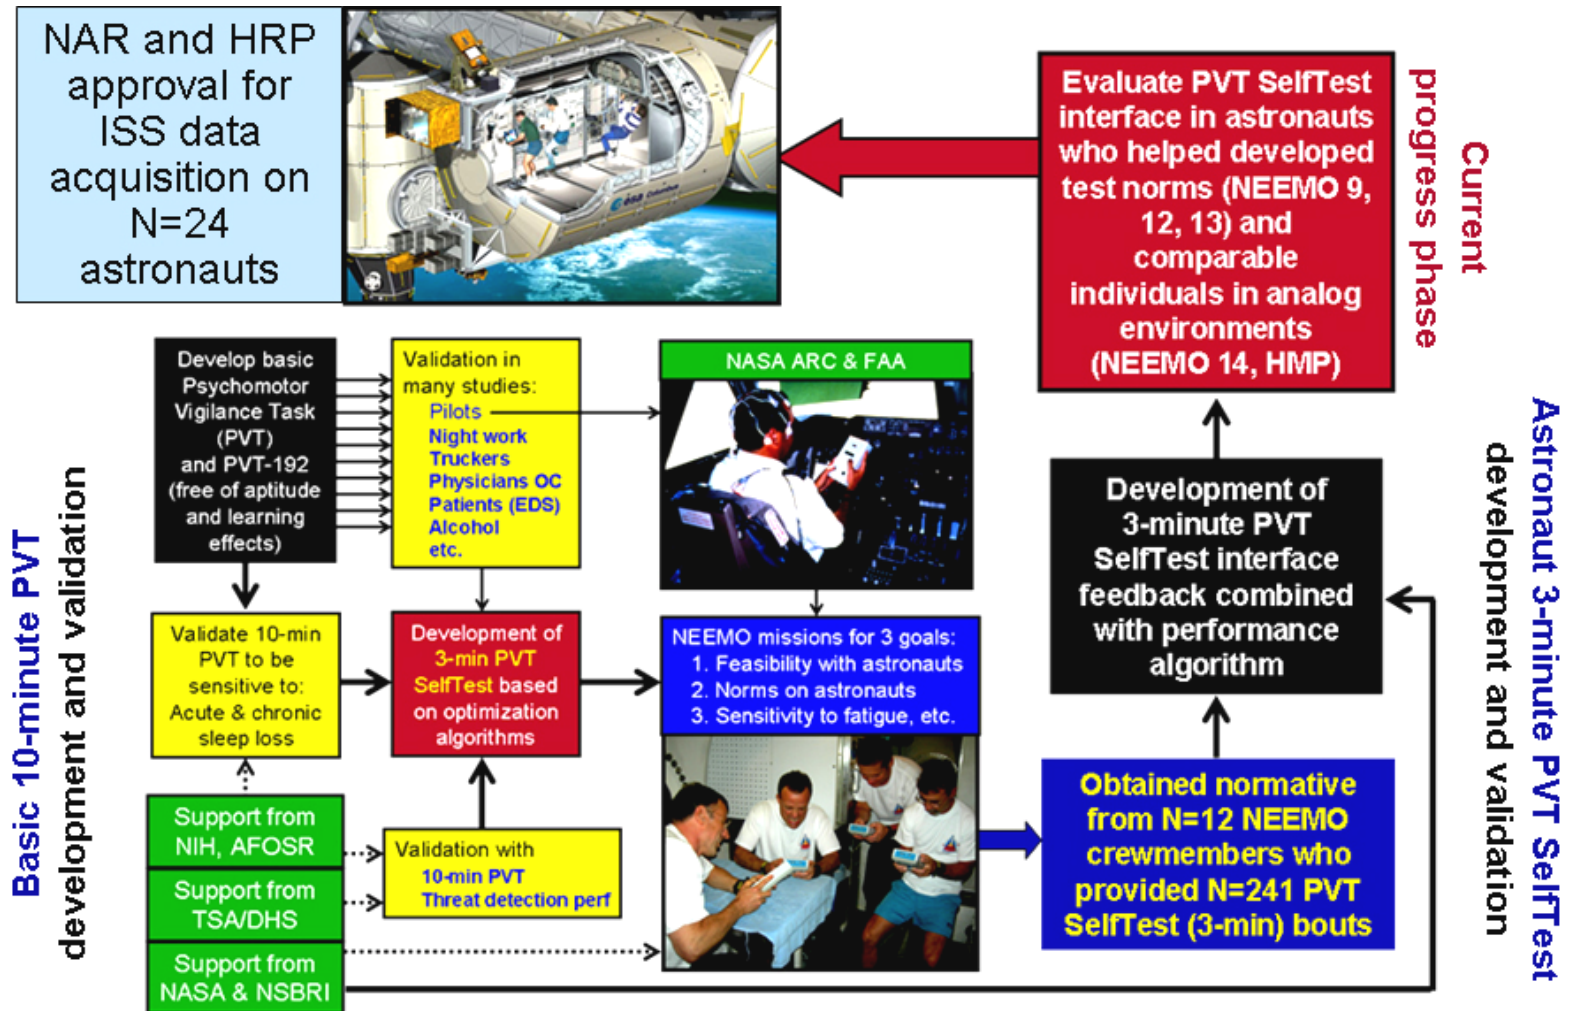 NAR and HRP
approval for
ISS data
acquisition on
N=24
astronauts
esa Columbus
Evaluate PVT SelfTest
interface in astronauts
who helped developed
test norms (NEEMO 9,
12, 13) and
comparable
individuals in analog
environments
(NEEMO 14, HMP)
Current
progress phase
Develop basic
Psychomotor
Vigilance Task
(PVT)
and PVT-192
(free of aptitude
and learning
effects)
Validation in
many studies:
Pilots
Night work
Truckers
Physicians OC
Patients (EDS)
Alcohol
etc.
NASA ARC & FAA
Basic 10-minute PVT
development and validation
Validate 10-min
PVT to be
sensitive to:
Acute & chronic
sleep loss
Development of
3-min PVT
SelfTest based
on optimization
algorithms
NEEMO missions for 3 goals:
1. Feasibility with astronauts
2. Norms on astronauts
3. Sensitivity to fatigue, etc.
Development of
3-minute PVT
SelfTest interface
feedback combined
with performance
algorithm
Astronaut 3-minute PVT SelfTest
development and validation
Support from
NIH, AFOSR
Support from
TSA/DHS
Support from
NASA & NSBRI
Validation with
10-min PVT
Threat detection perf
Obtained normative
from N=12 NEEMO
crewmembers who
provided N=241 PVT
SelfTest (3-min) bouts